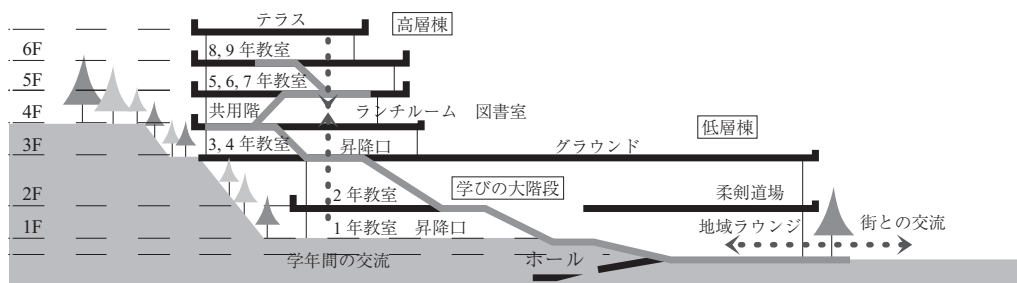 テラス
高層棟
6F
8, 9 年教室
5F
5, 6, 7 年教室
4F
共用階
ランチルーム 図書室
低層棟
3F
3, 4 年教室
昇降口
グラウンド
2F
2 年教室
学びの大階段
柔剣道場
1F
1 年教室 昇降口
地域ラウンジ
街との交流
学年間の交流
ホール